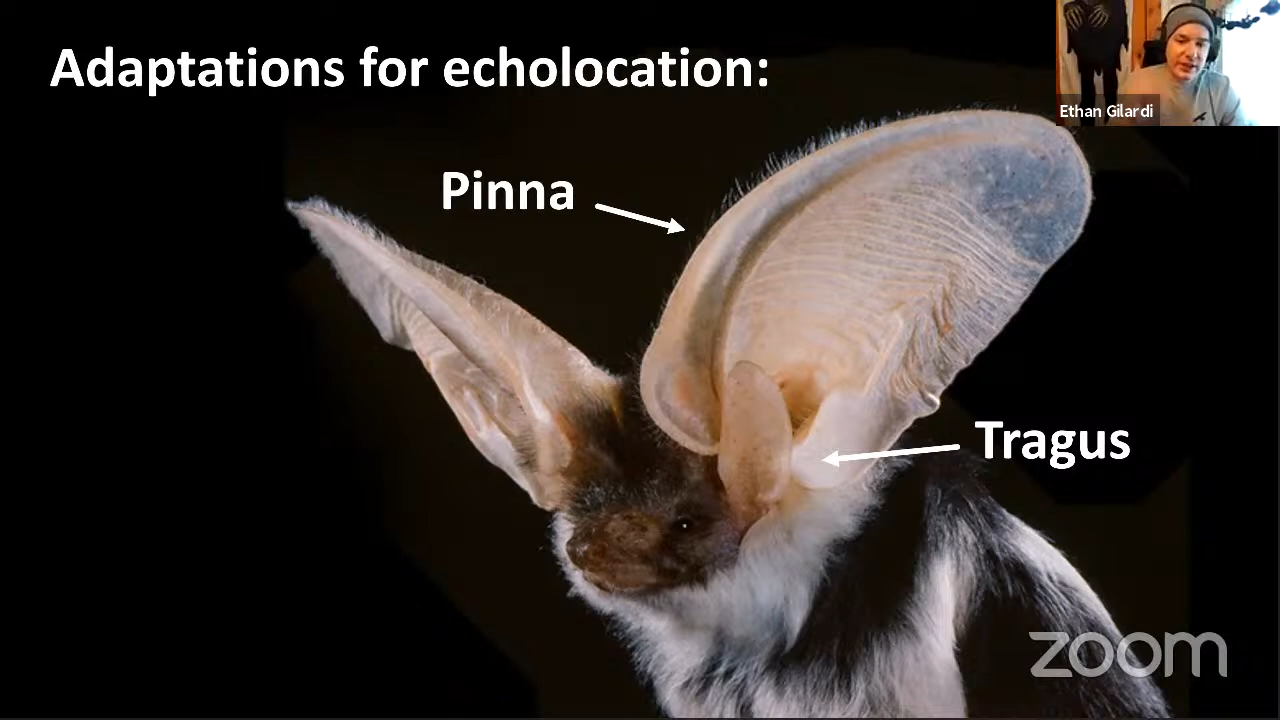 Adaptations for echolocation:
Ethan Gilardi
Pinna
Tragus
zoom